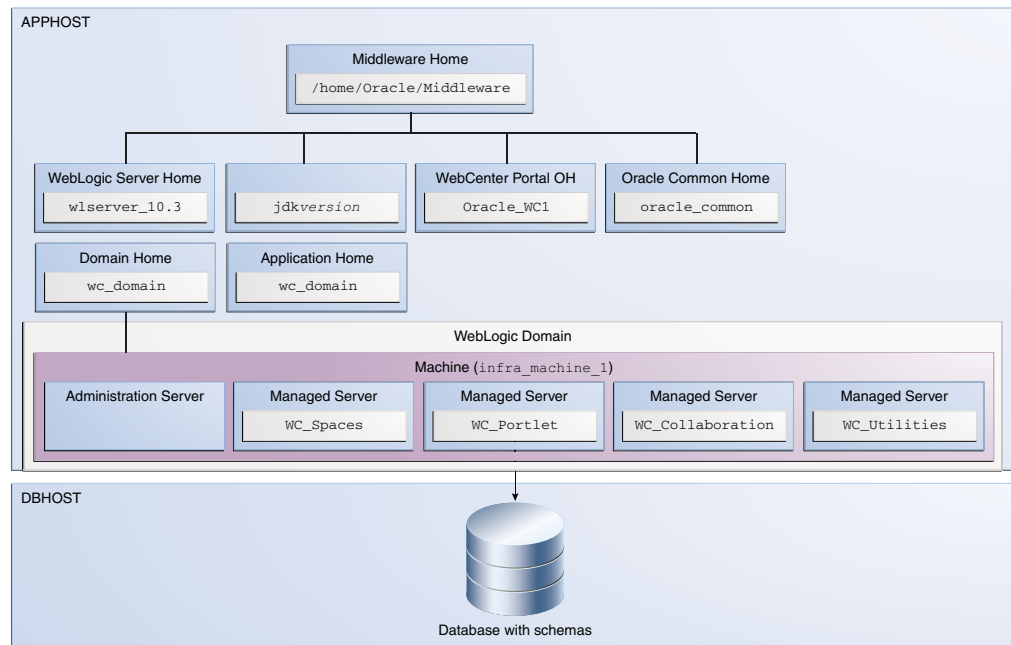 APPHOST
Middleware Home
/home/Oracle/Middleware
WebLogic Server Home
wlserver_10.3
jdkversion
WebCenter Portal OH
Oracle_WC1
Oracle Common Home
oracle_common
Domain Home
wc_domain
Application Home
wc_domain
WebLogic Domain
Machine (infra_machine_1)
Administration Server
Managed Server
WC_Spaces
Managed Server
WC_Portlet
Managed Server
WC_Collaboration
Managed Server
WC_Utilities
DBHOST
Database with schemas